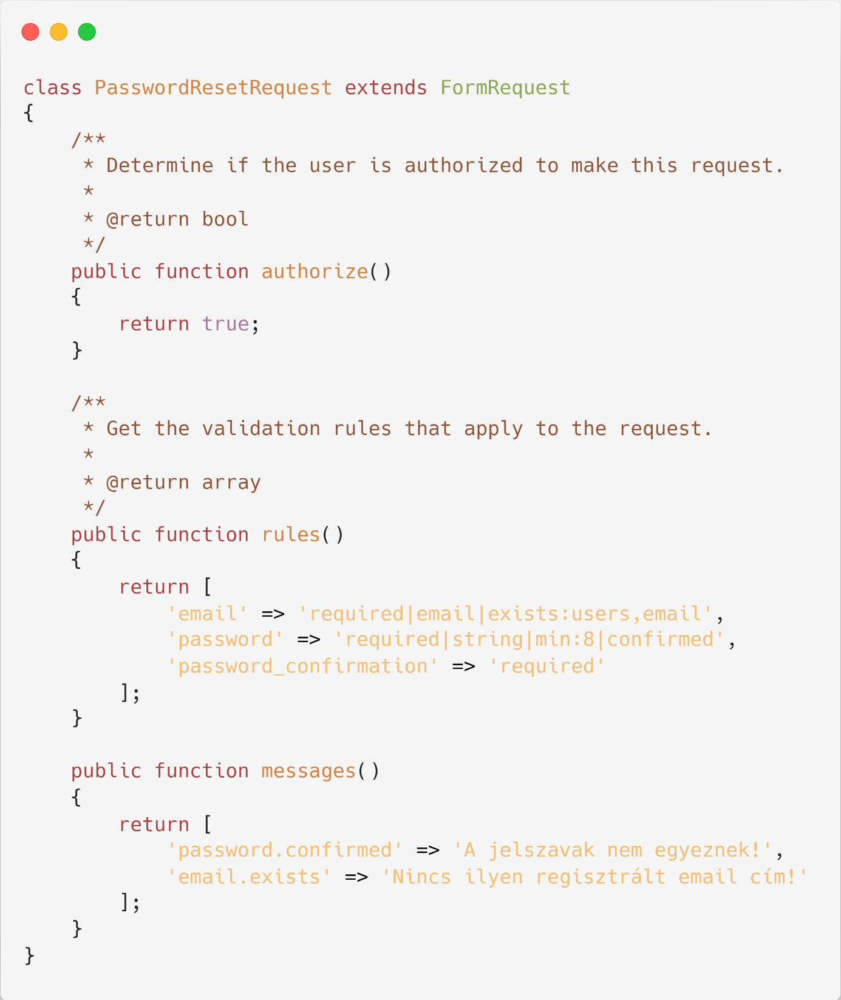 class PasswordResetRequest extends FormRequest
{
    /**
     * Determine if the user is authorized to make this request.
     *
     * @return bool
     */
    public function authorize()
    {
        return true;
    }

    /**
     * Get the validation rules that apply to the request.
     *
     * @return array
     */
    public function rules()
    {
        return [
            'email' => 'required|email|exists:users,email',
            'password' => 'required|string|min:8|confirmed',
            'password_confirmation' => 'required'
        ];
    }

    public function messages()
    {
        return [
            'password.confirmed' => 'A jelszavak nem egyeznek!',
            'email.exists' => 'Nincs ilyen regisztrált email cím!'
        ];
    }
}